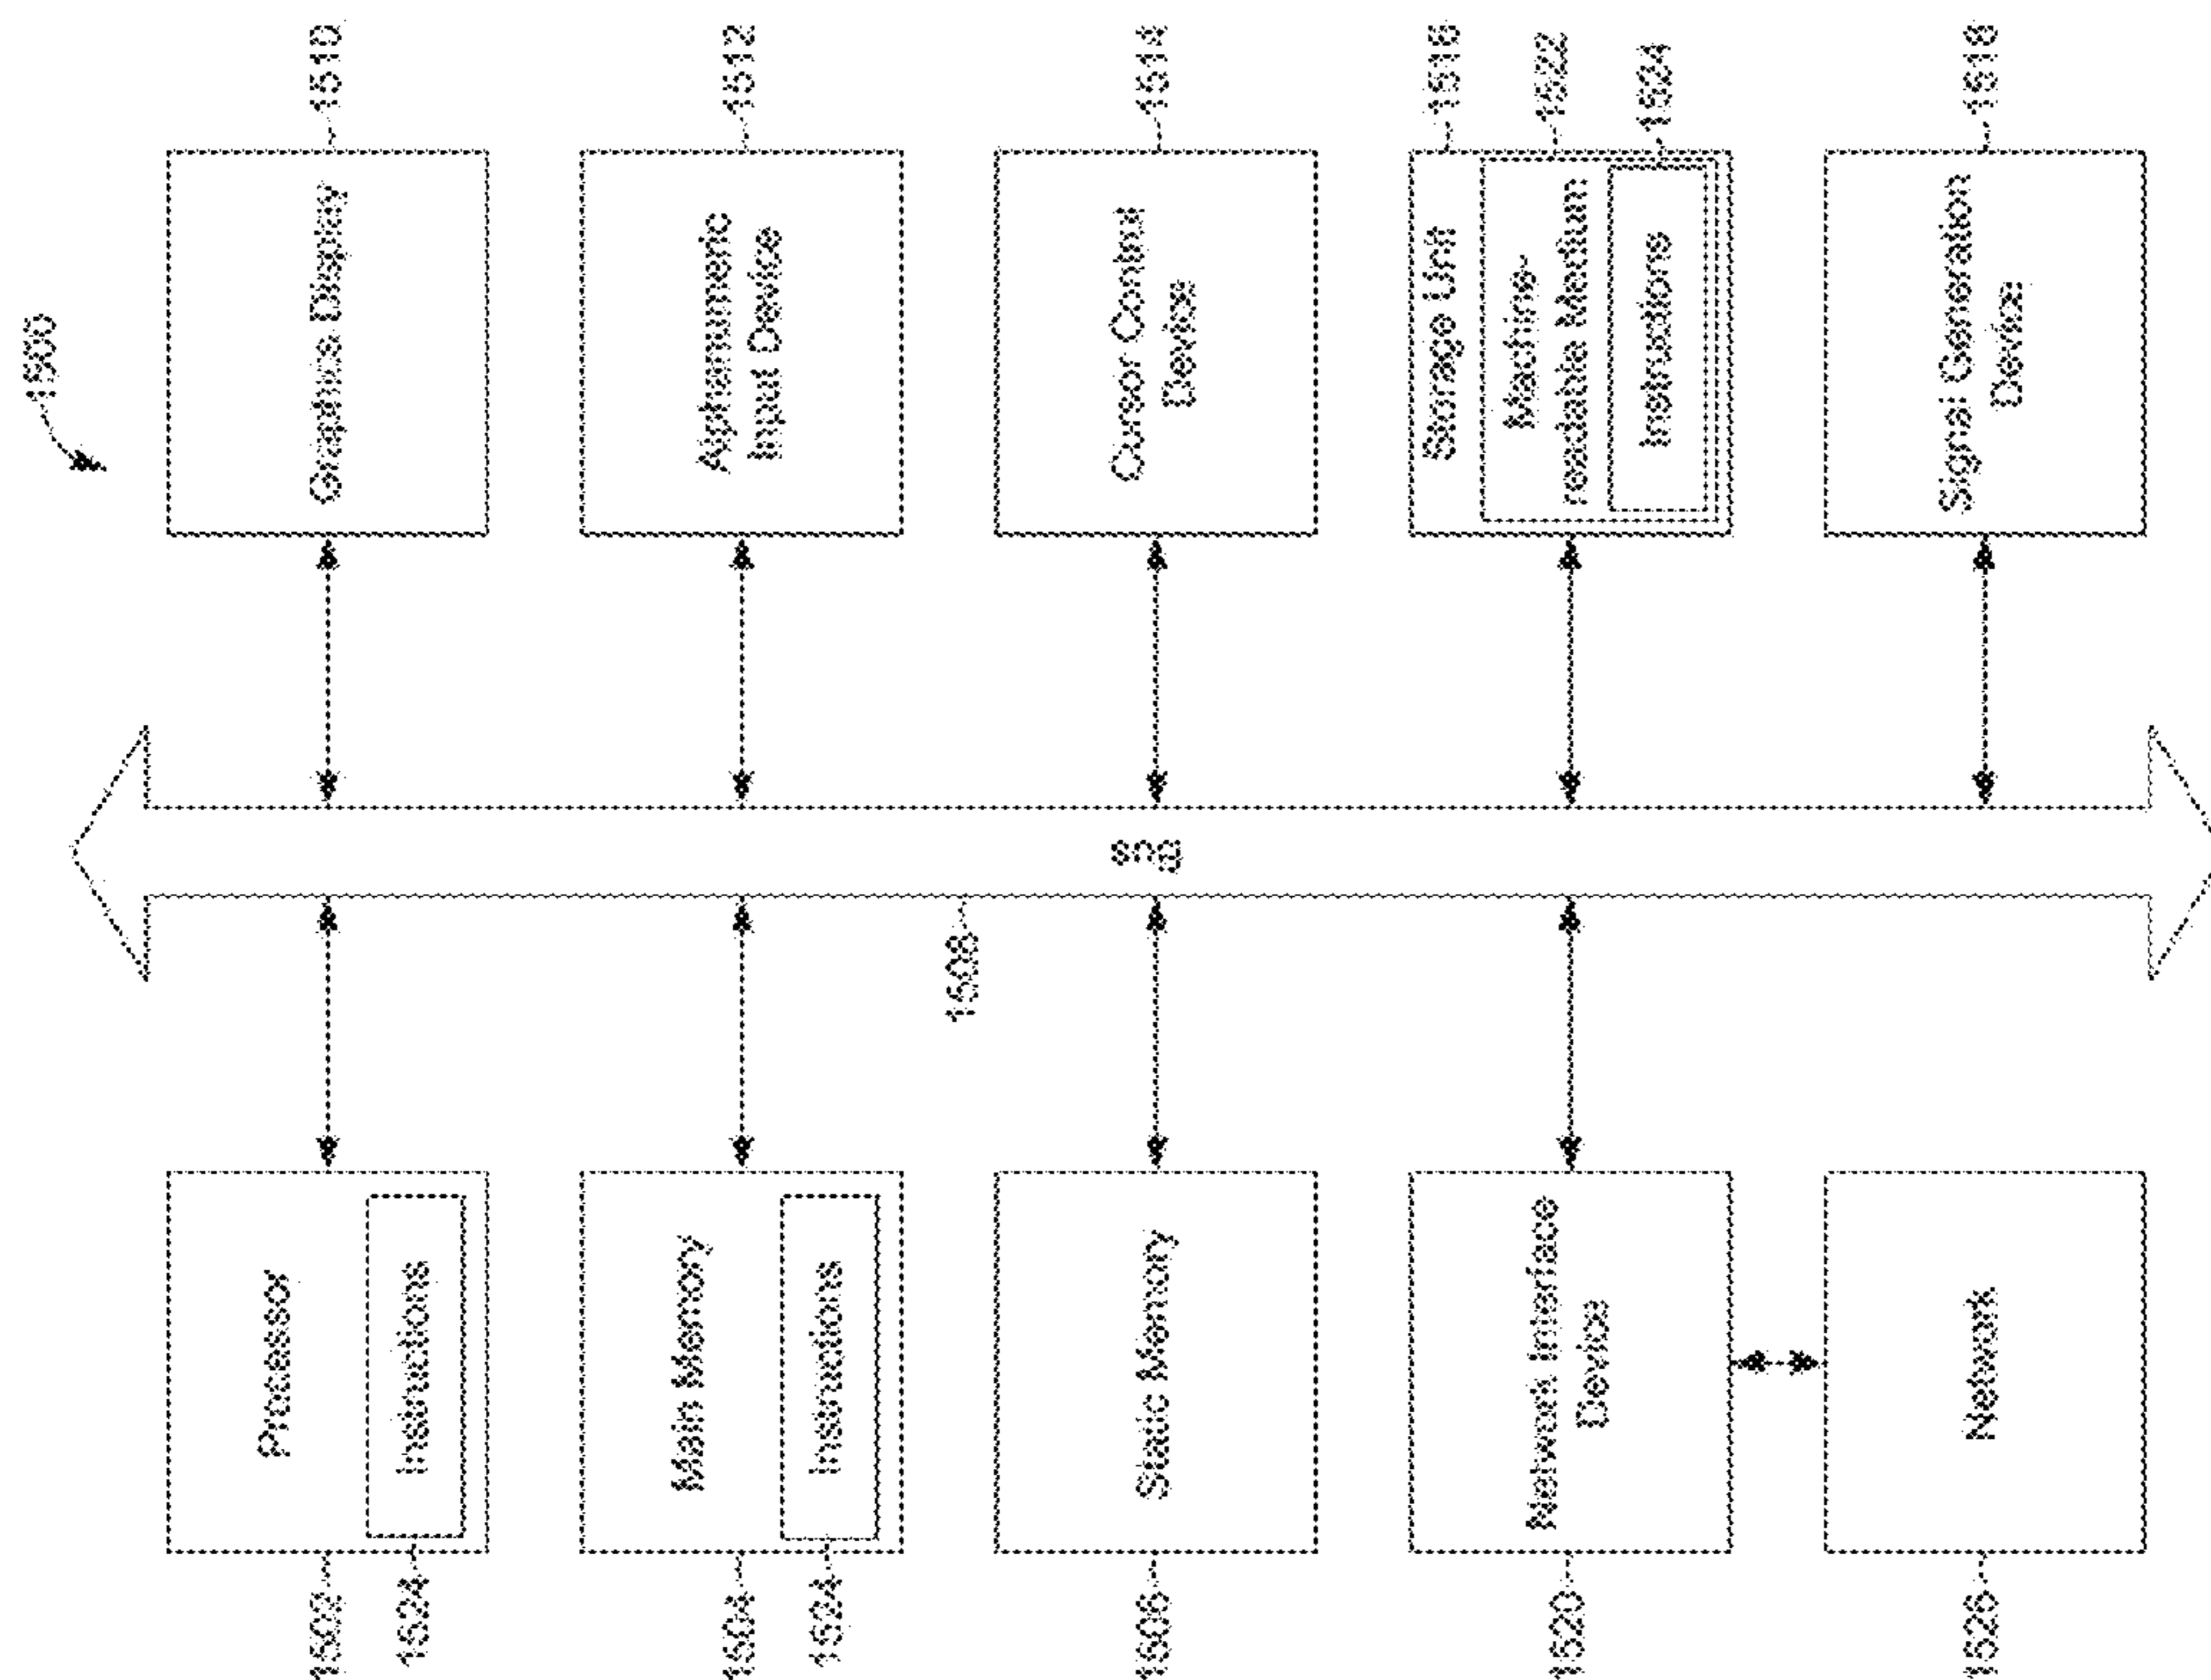 1500
1502
Processor
1524
Instructions
Graphics Display
1510
1504
Main Memory
1524
Instructions
Alphanumeric
Input Device
1512
1508
Bus
1506
Static Memory
Cursor Control
Device
1514
1520
Network Interface
Device
Storage Unit
1516
Machine-
readable Medium
1522
Instructions
1524
1526
Network
Signal Generation
Device
1518